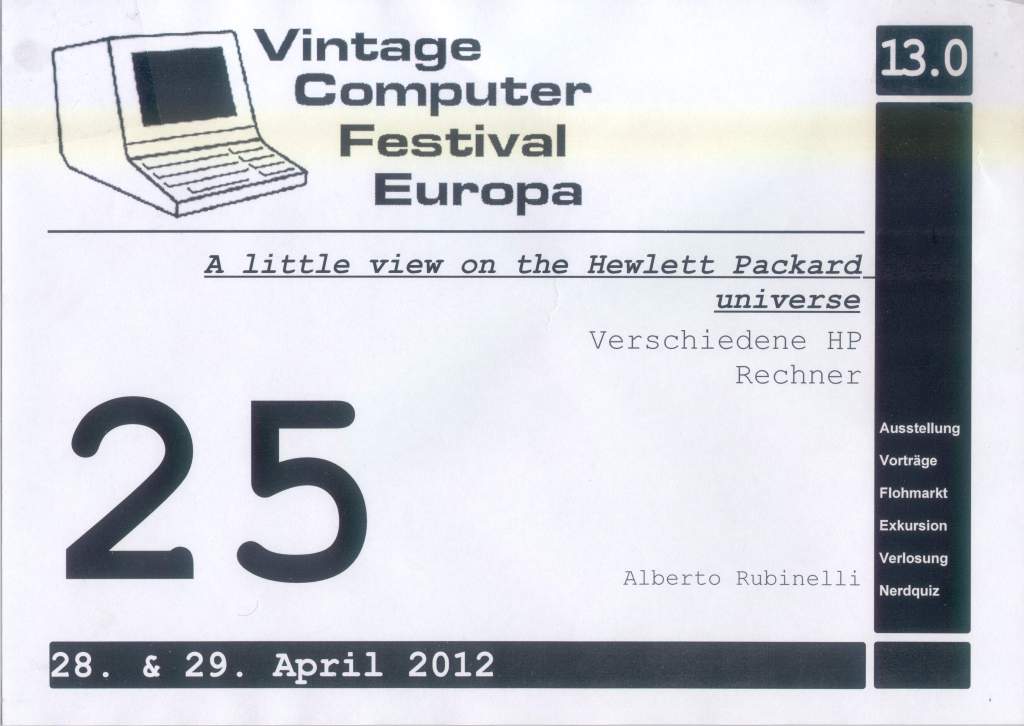 Vintage
Computer
Festival
Europa
13.0
A little view on the Hewlett Packard
universe
Verschiedene HP
Rechner
25
Ausstellung
Vorträge
Flohmarkt
Exkursion
Verlosung
Nerdquiz
Alberto Rubinelli
28. & 29. April 2012